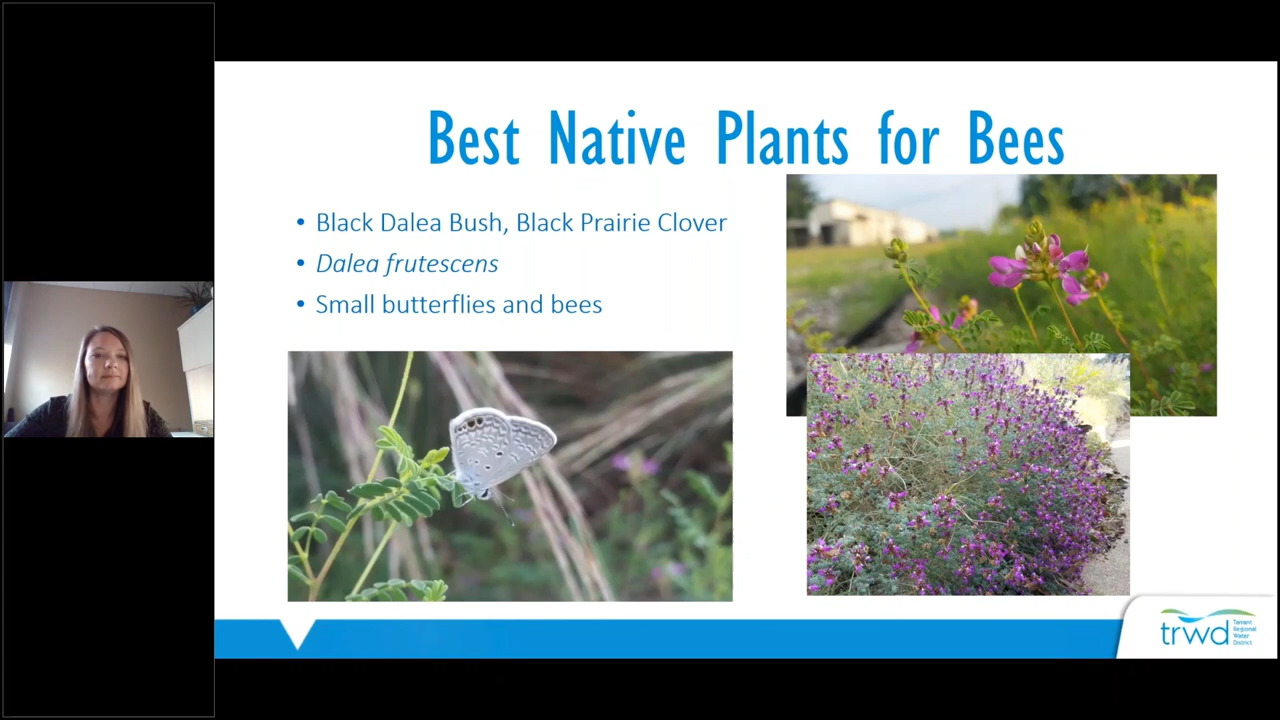 Best Native Plants for Bees
• Black Dalea Bush, Black Prairie Clover
• Dalea frutescens
• Small butterflies and bees
trwd
Tarrant
Regional
Water
District